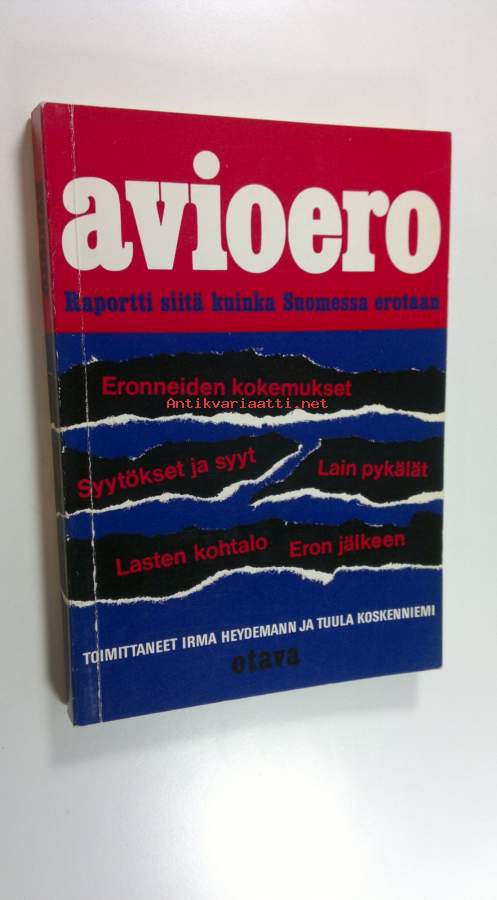 avioero
Raportti siitä kuinka Suomessa erotaan
Eronneiden kokemukset
Antikvariaatti.net
Syytökset ja syyt
Lain pykälät
Lasten kohtalo
Eron jälkeen
TOIMITTANEET IRMA HEYDEMANN JA TUULA KOSKENNIEMI
otava